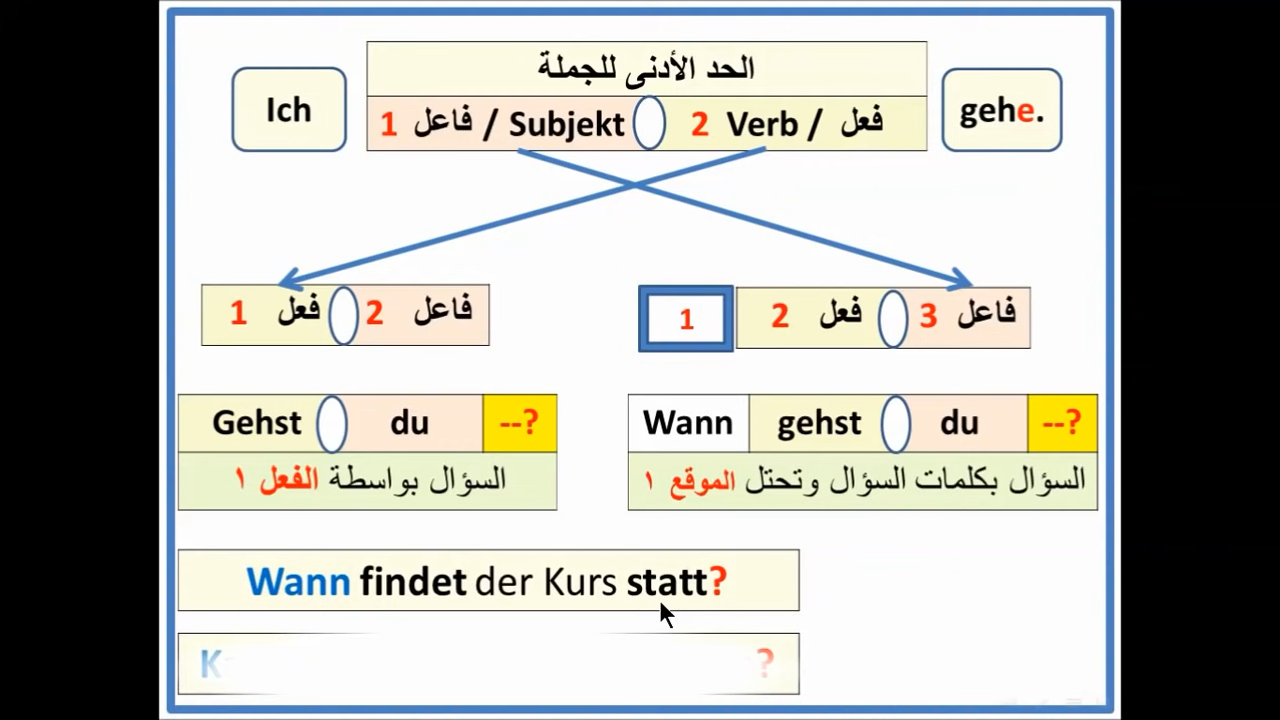 الحد الأدنى للجملة
Ich
1 فاعل / Subjekt
2 Verb / فعل
gehe.
1 فعل
2 فاعل
1
2 فعل
3 فاعل
Gehst du --?
السؤال بواسطة الفعل ١
Wann gehst du --?
السؤال بكلمات السؤال وتحتل الموقع ١
Wann findet der Kurs statt?
K ?